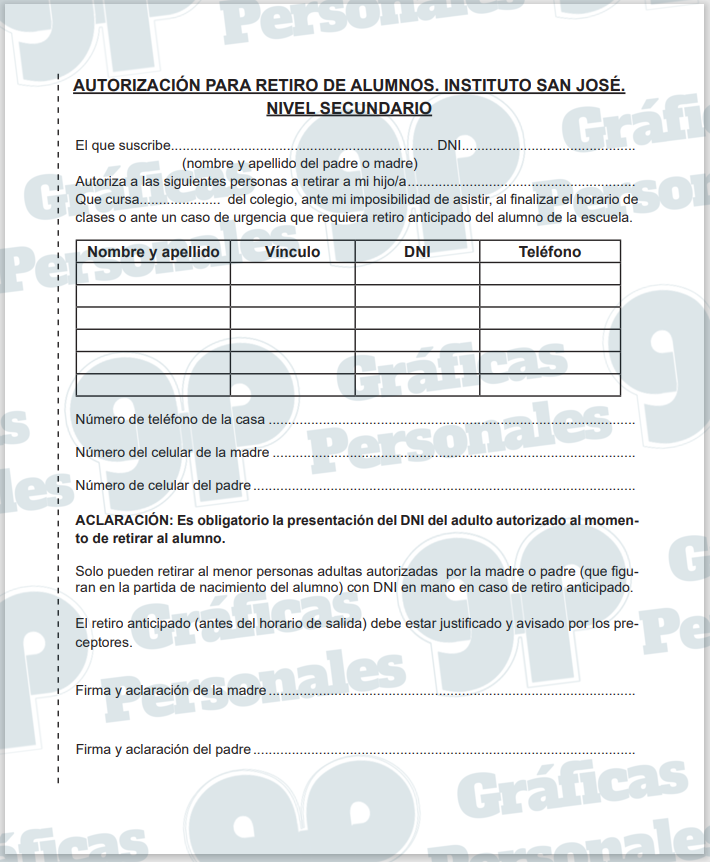 AUTORIZACIÓN PARA RETIRO DE ALUMNOS. INSTITUTO SAN JOSÉ.
NIVEL SECUNDARIO
El que suscribe.................................................................... DNI.............................................
(nombre y apellido del padre o madre)
Autoriza a las siguientes personas a retirar a mi hijo/a...........................................................
Que cursa..................... del colegio, ante mi imposibilidad de asistir, al finalizar el horario de
clases o ante un caso de urgencia que requiera retiro anticipado del alumno de la escuela.
Nombre y apellido Vínculo DNI Teléfono
Número de teléfono de la casa ..............................................................................................
Número del celular de la madre .............................................................................................
Número de celular del padre ..................................................................................................
ACLARACIÓN: Es obligatorio la presentación del DNI del adulto autorizado al momen-
to de retirar al alumno.
Solo pueden retirar al menor personas adultas autorizadas por la madre o padre (que figu-
ran en la partida de nacimiento del alumno) con DNI en mano en caso de retiro anticipado.
El retiro anticipado (antes del horario de salida) debe estar justificado y avisado por los pre-
ceptores.
Firma y aclaración de la madre ..............................................................................................
Firma y aclaración del padre ..................................................................................................
gp Gráficas
Personales